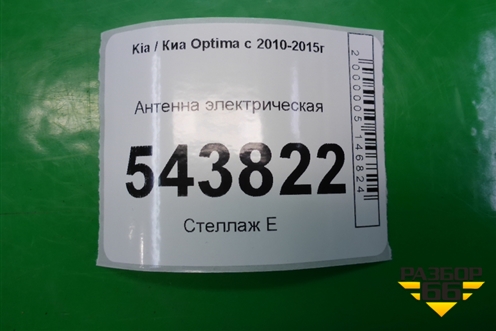 Kia / Киа Optima с 2010-2015г
Антенна электрическая
543822
Стеллаж Е
2000005146824
РАЗБОР
66